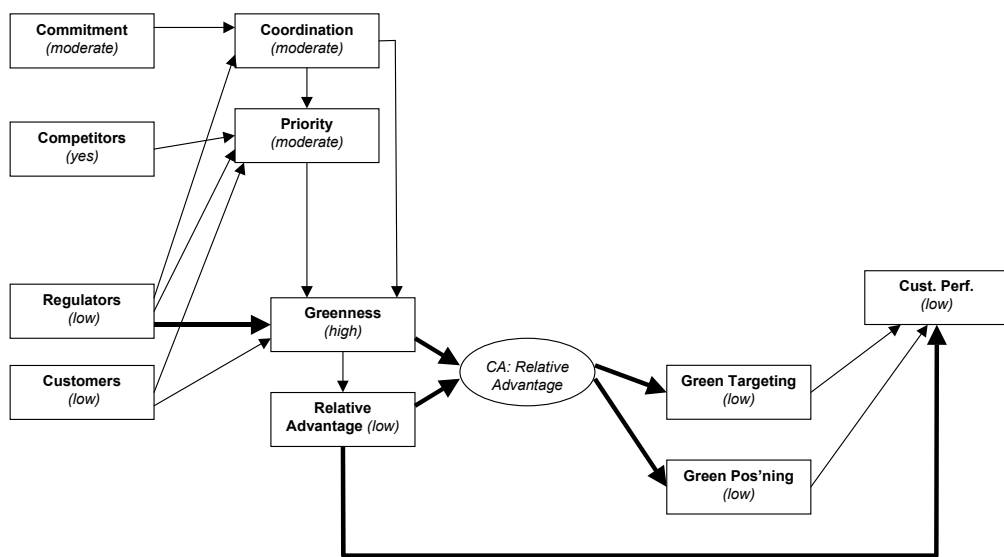 Commitment
(moderate)
Coordination
(moderate)
Competitors
(yes)
Priority
(moderate)
Regulators
(low)
Greenness
(high)
Cust. Perf.
(low)
Customers
(low)
Relative
Advantage (low)
CA: Relative
Advantage
Green Targeting
(low)
Green Pos'ning
(low)